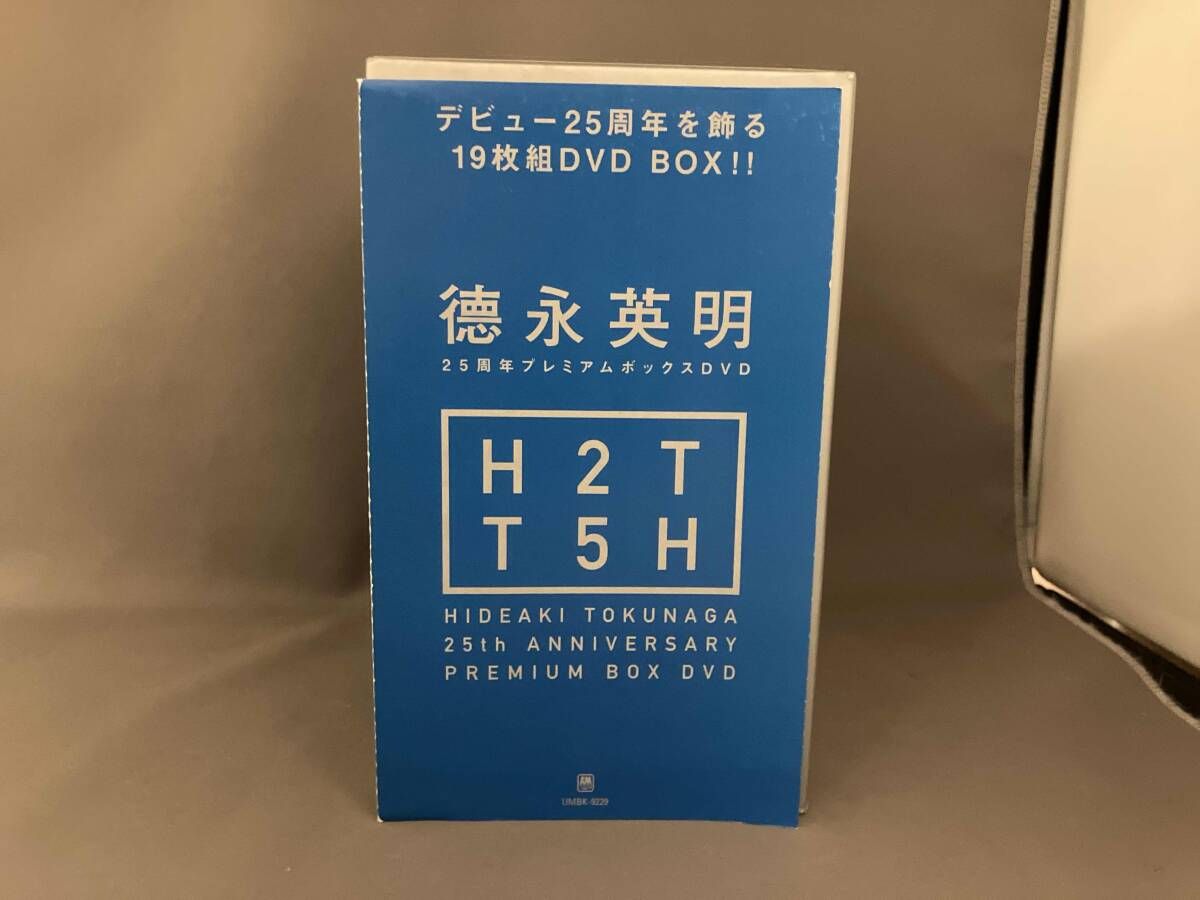 デビュー25周年を飾る
19枚組DVD BOX!!
德永英明
25周年プレミアムボックスDVD
H 2 T
T 5 H
HIDEAKI TOKUNAGA
25th ANNIVERSARY
PREMIUM BOX DVD
UMBK-9229